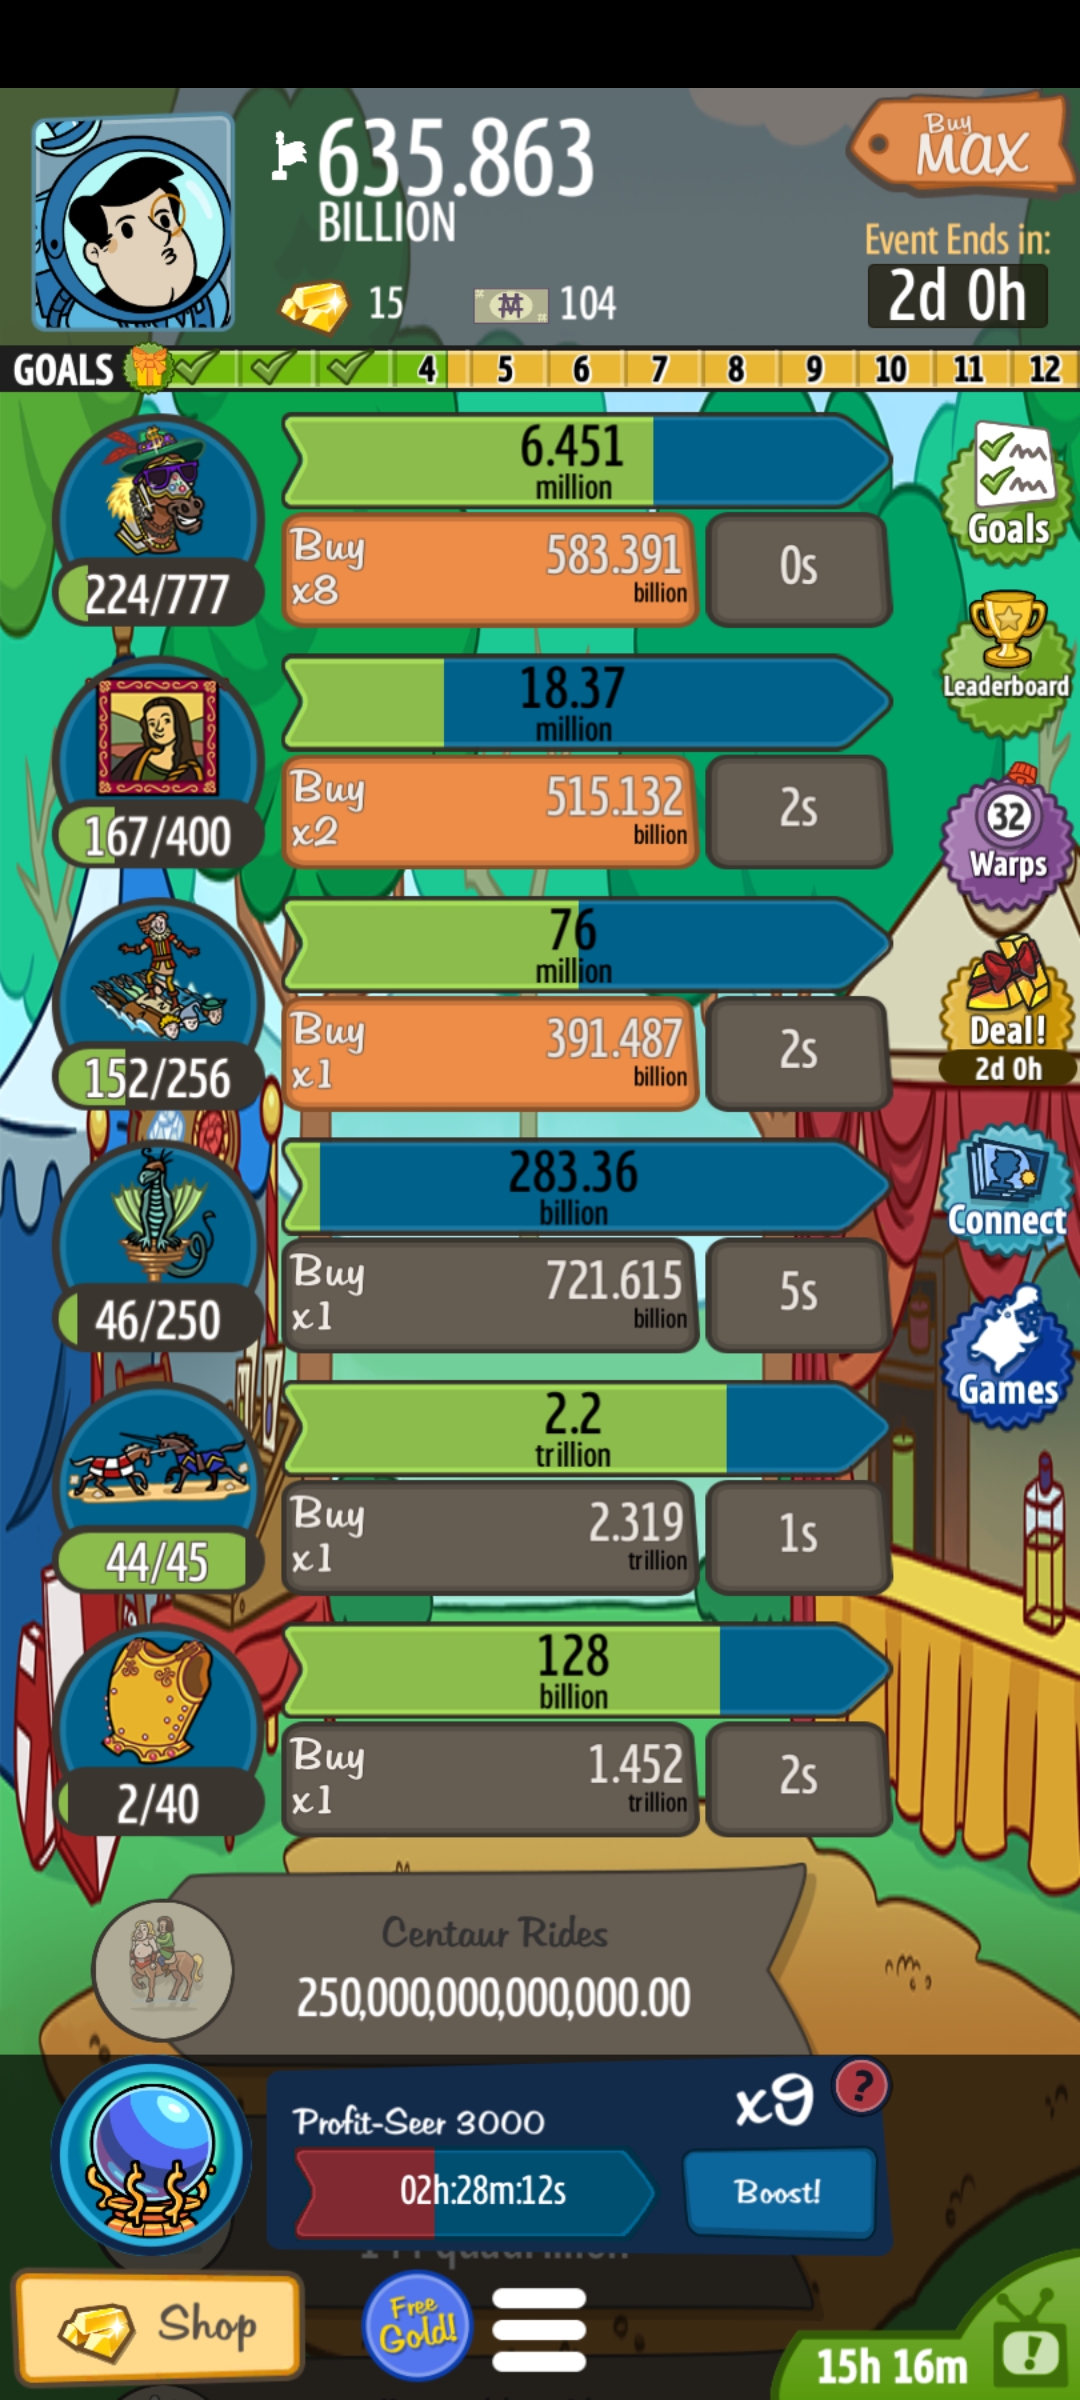 635.863
BILLION
Buy
MAX
15
104
Event Ends in:
2d 0h
GOALS 4 5 6 7 8 9 10 11 12
6.451
million
Buy
x8
583.391
billion
0s
224/777
Goals
18.37
million
Buy
x2
515.132
billion
2s
167/400
Leaderboard
32
Warps
76
million
Buy
x1
391.487
billion
2s
152/256
Deal!
2d 0h
283.36
billion
Buy
x1
721.615
billion
5s
46/250
Connect
Games
2.2
trillion
Buy
x1
2.319
trillion
1s
44/45
128
billion
Buy
x1
1.452
trillion
2s
2/40
Centaur Rides
250,000,000,000,000.00
Profit-Seer 3000
x9
?
02h:28m:12s
Boost!
Shop
Free
Gold!
15h 16m
!